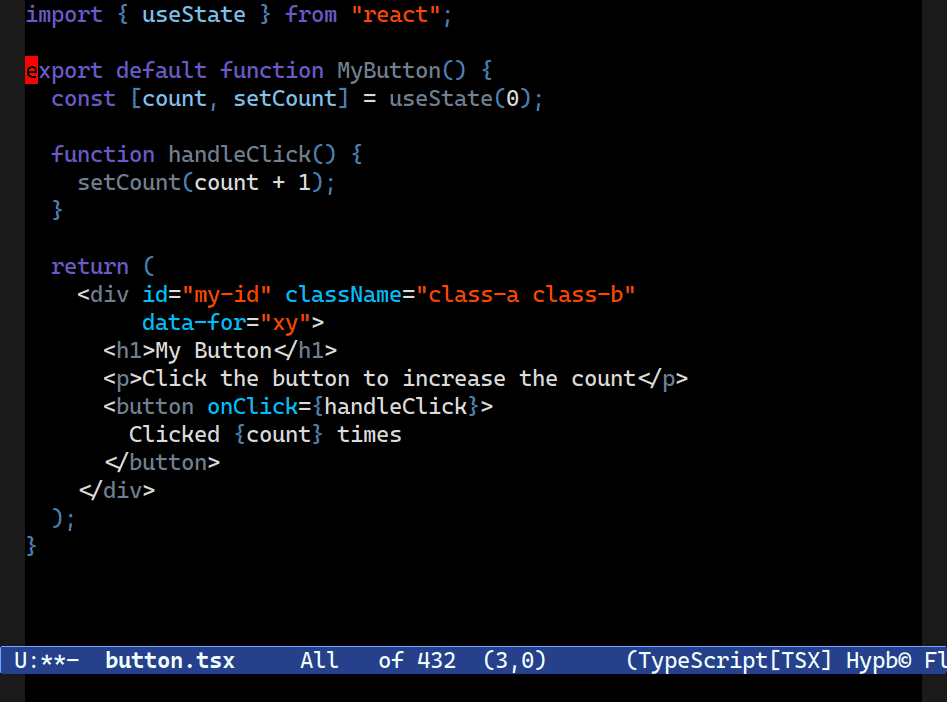 import { useState } from "react";

export default function MyButton() {
  const [count, setCount] = useState(0);

  function handleClick() {
    setCount(count + 1);
  }

  return (
    <div id="my-id" className="class-a class-b"
         data-for="xy">
      <h1>My Button</h1>
      <p>Click the button to increase the count</p>
      <button onClick={handleClick}>
        Clicked {count} times
      </button>
    </div>
  );
}
U:**-  button.tsx     All   of 432  (3,0)      (TypeScript[TSX] Hypb© Fl